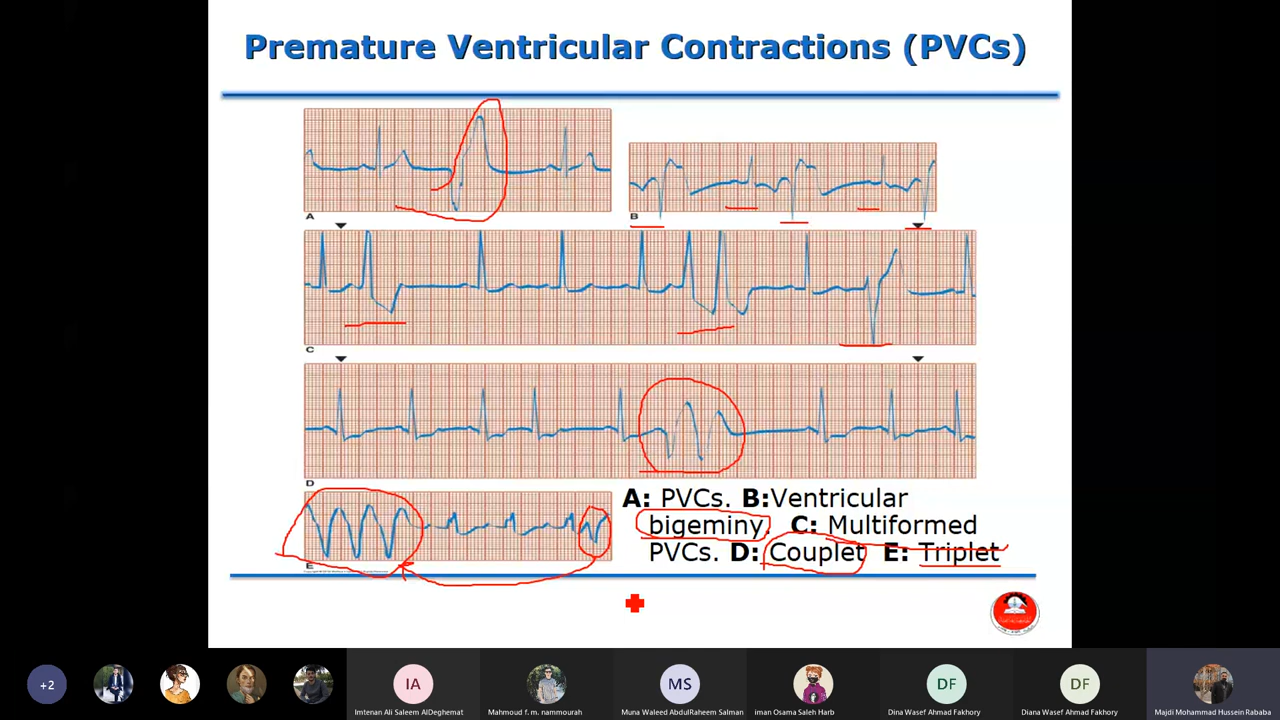 Premature Ventricular Contractions (PVCs)
A
B
C
D
E
A: PVCs. B:Ventricular
bigeminy. C: Multiformed
PVCs. D: Couplet E: Triplet
+2
IA
MS
DF
DF
Imtenan Ali Saleem AlDeghemat
Mahmoud f. m. nammourah
Muna Waleed AbdulRaheem Salman
iman Osama Saleh Harb
Dina Wasef Ahmad Fakhory
Diana Wasef Ahmad Fakhory
Majdi Mohammad Hussein Rababa